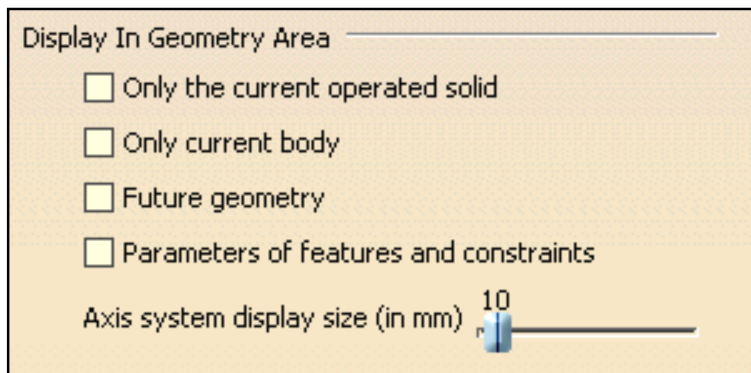 Display In Geometry Area
Only the current operated solid
Only current body
Future geometry
Parameters of features and constraints
10
Axis system display size (in mm)